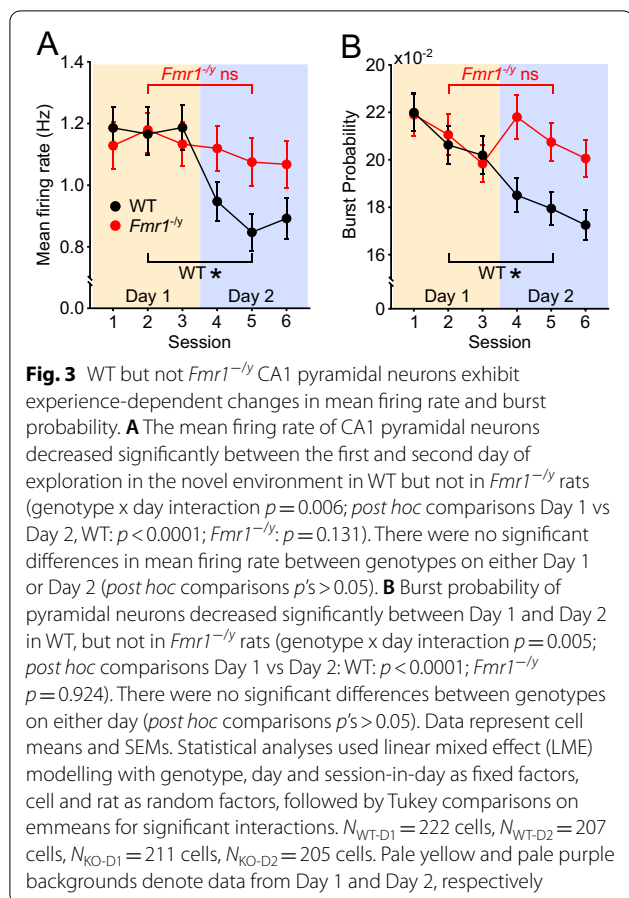 A
B
×10-2
Fmr1-/y ns
Fmr1-/y ns
1.4
1.2
1.0
0.8
0.0
Mean firing rate (Hz)
WT
Fmr1-/y
WT *
Day 1
Day 2
1 2 3 4 5 6
Session
20
22
20
18
16
0
Burst Probability
WT *
Day 1
Day 2
1 2 3 4 5 6
Session
Fig. 3 WT but not Fmr1−/y CA1 pyramidal neurons exhibit
experience-dependent changes in mean firing rate and burst
probability. A The mean firing rate of CA1 pyramidal neurons
decreased significantly between the first and second day of
exploration in the novel environment in WT but not in Fmr1−/y rats
(genotype x day interaction p = 0.006; post hoc comparisons Day 1 vs
Day 2, WT: p < 0.0001; Fmr1−/y: p = 0.131). There were no significant
differences in mean firing rate between genotypes on either Day 1
or Day 2 (post hoc comparisons p's > 0.05). B Burst probability of
pyramidal neurons decreased significantly between Day 1 and Day 2
in WT, but not in Fmr1−/y rats (genotype x day interaction p = 0.005;
post hoc comparisons Day 1 vs Day 2: WT: p < 0.0001; Fmr1−/y
p = 0.924). There were no significant differences between genotypes
on either day (post hoc comparisons p's > 0.05). Data represent cell
means and SEMs. Statistical analyses used linear mixed effect (LME)
modelling with genotype, day and session-in-day as fixed factors,
cell and rat as random factors, followed by Tukey comparisons on
emmeans for significant interactions. NWT-D1 = 222 cells, NWT-D2 = 207
cells, NKO-D1 = 211 cells, NKO-D2 = 205 cells. Pale yellow and pale purple
backgrounds denote data from Day 1 and Day 2, respectively